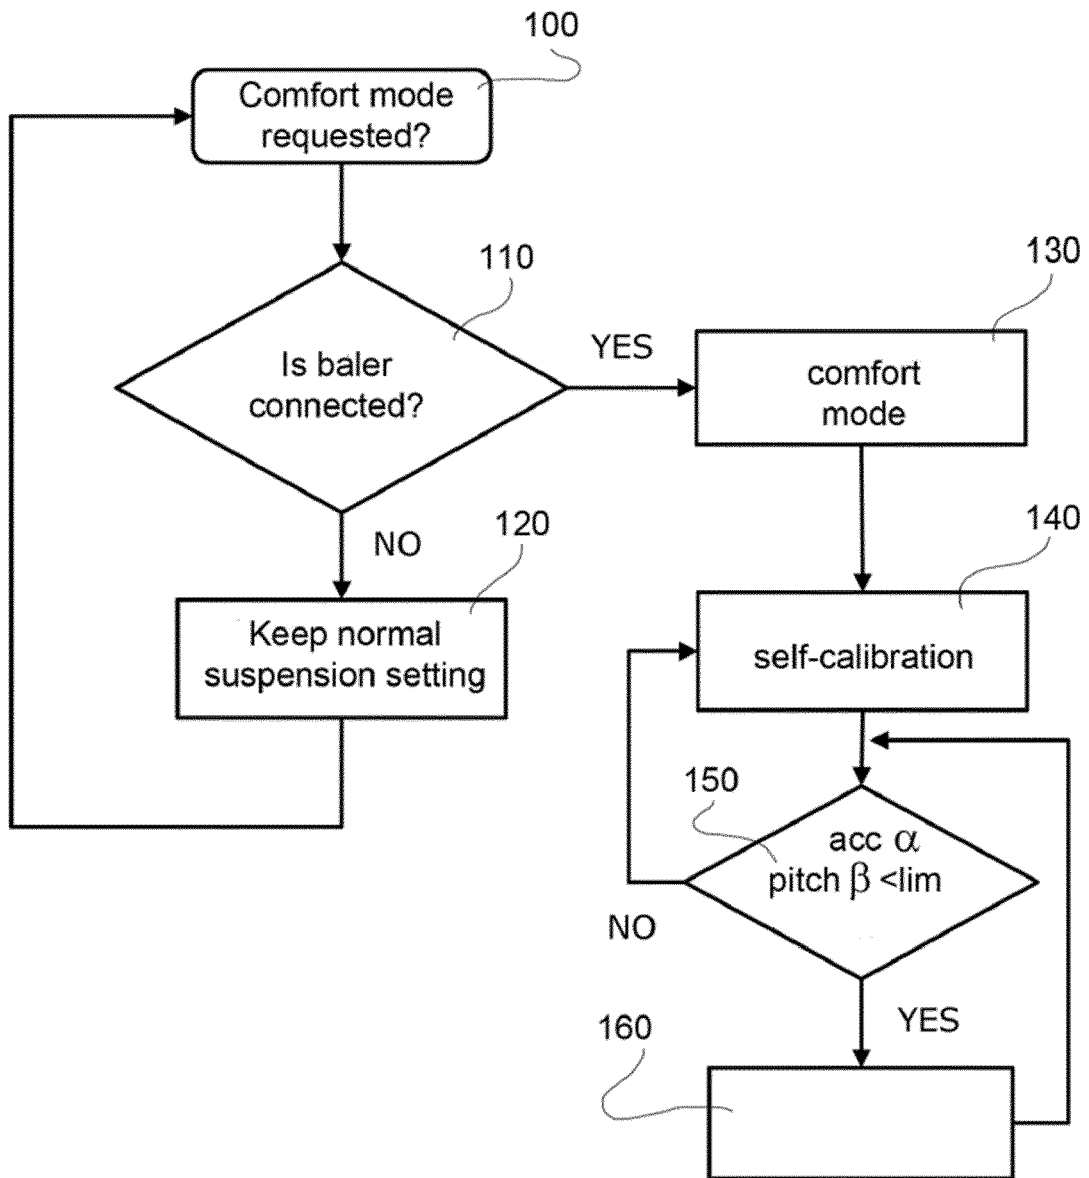 100
Comfort mode
requested?
110
Is baler
connected?
YES
130
comfort
mode
NO
120
Keep normal
suspension setting
140
self-calibration
150
acc α
pitch β <lim
NO
YES
160